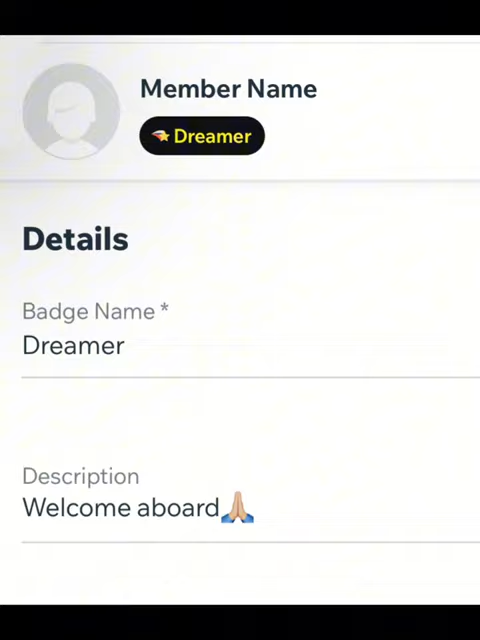 Member Name
Dreamer
Details
Badge Name *
Dreamer
Description
Welcome aboard🙏🏼